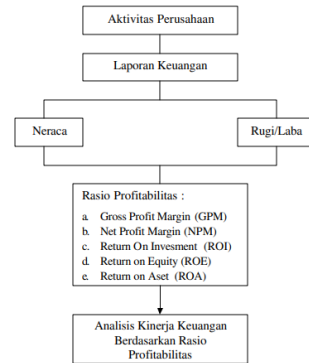 Aktivitas Perusahaan
Laporan Keuangan
Neraca
Rugi/Laba
Rasio Profitabilitas :
a. Gross Profit Margin (GPM)
b. Net Profit Margin (NPM)
c. Return On Invesment (ROI)
d. Return on Equity (ROE)
e. Return on Aset (ROA)
Analisis Kinerja Keuangan
Berdasarkan Rasio
Profitabilitas